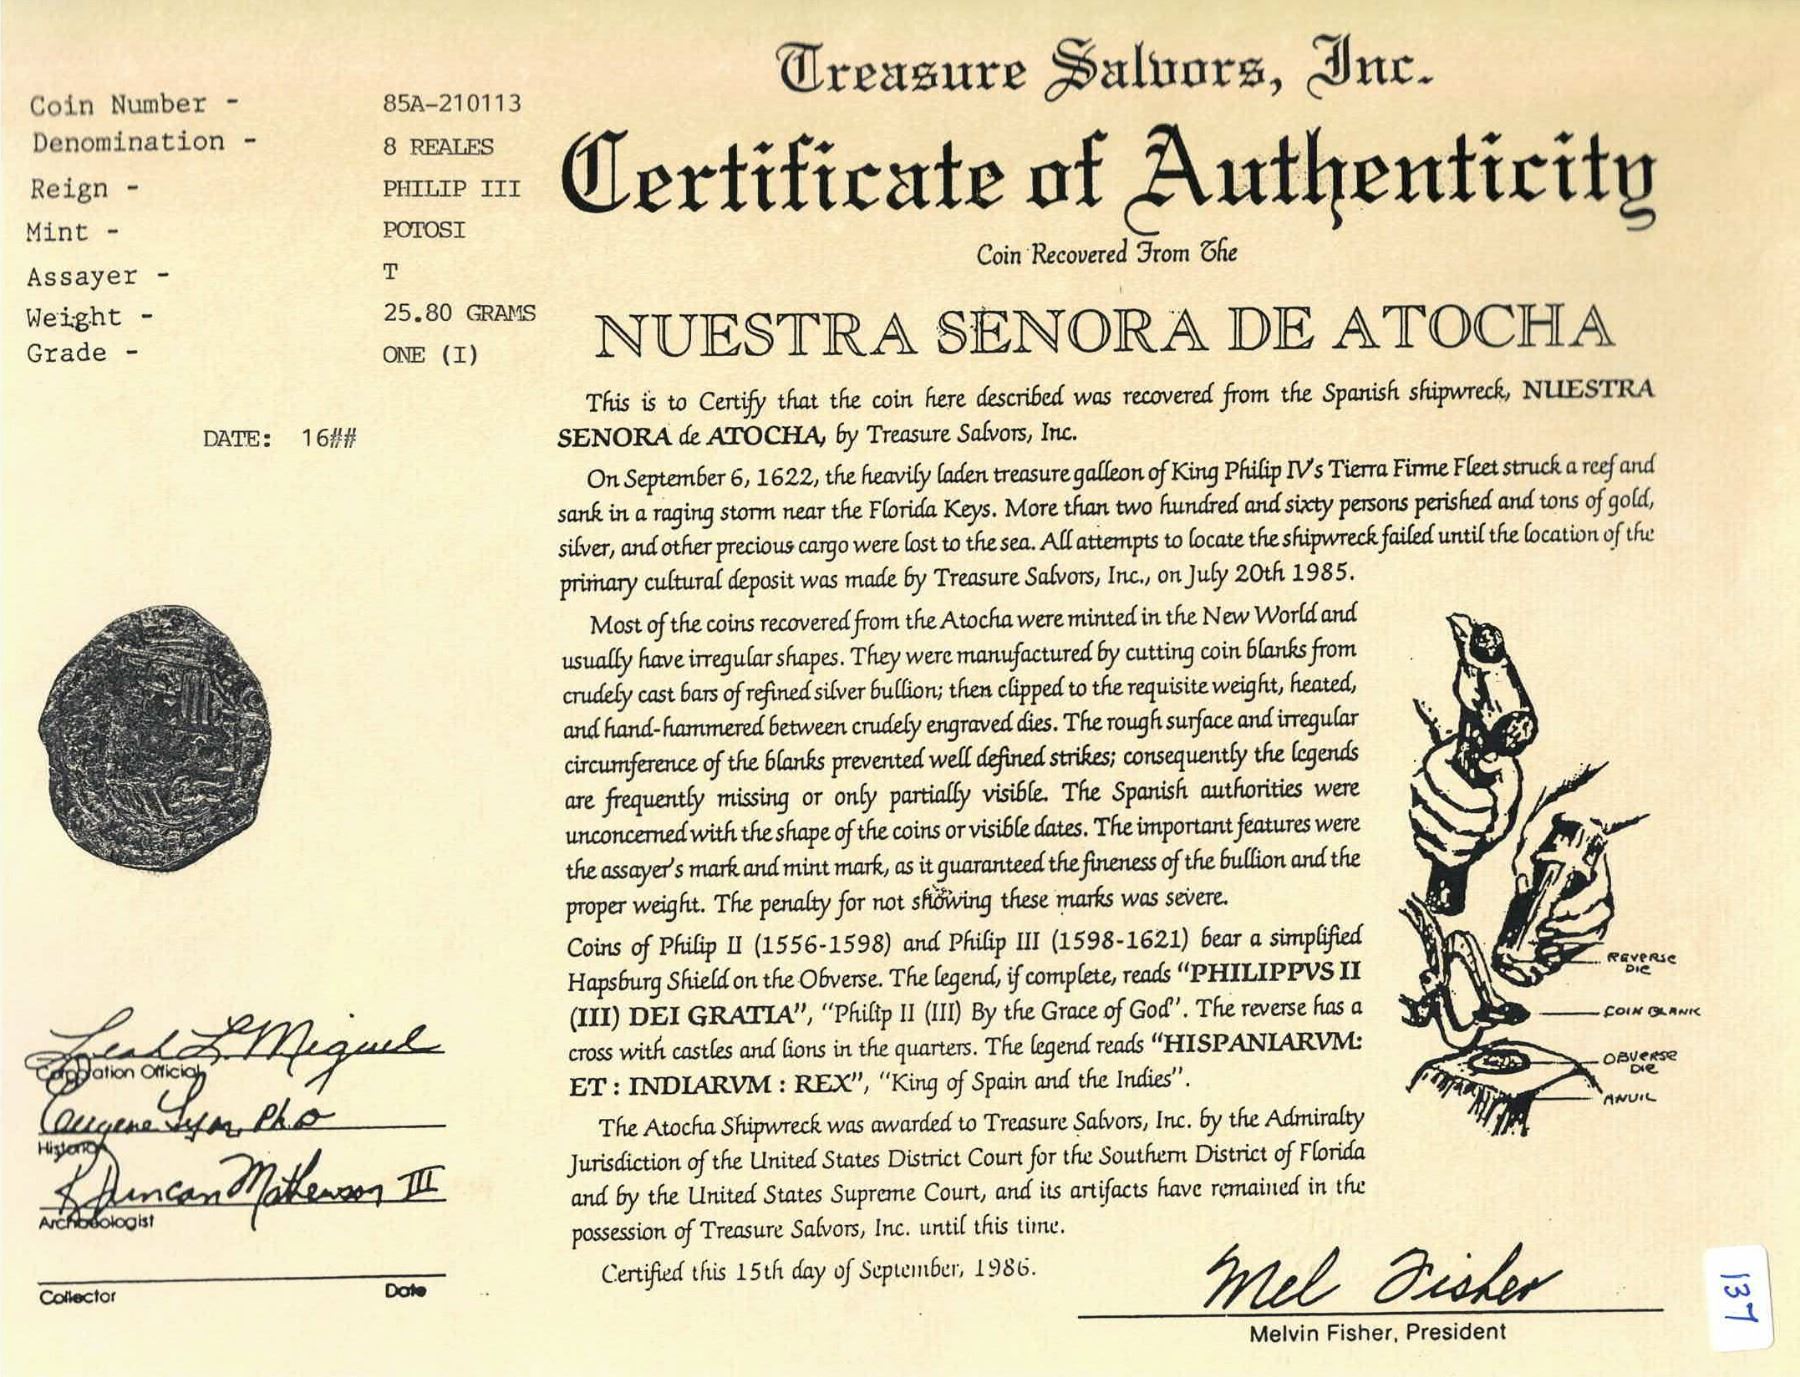 Treasure Salvors, Inc.
Certificate of Authenticity
Coin Recovered From The
NUESTRA SENORA DE ATOCHA
Coin Number - 85A-210113
Denomination - 8 REALES
Reign - PHILIP III
Mint - POTOSI
Assayer - T
Weight - 25.80 GRAMS
Grade - ONE (I)
DATE: 16##
This is to Certify that the coin here described was recovered from the Spanish shipwreck, NUESTRA
SENORA de ATOCHA, by Treasure Salvors, Inc.
On September 6, 1622, the heavily laden treasure galleon of King Philip IV's Tierra Firme Fleet struck a reef and
sank in a raging storm near the Florida Keys. More than two hundred and sixty persons perished and tons of gold,
silver, and other precious cargo were lost to the sea. All attempts to locate the shipwreck failed until the location of the
primary cultural deposit was made by Treasure Salvors, Inc., on July 20th 1985.
Most of the coins recovered from the Atocha were minted in the New World and
usually have irregular shapes. They were manufactured by cutting coin blanks from
crudely cast bars of refined silver bullion; then clipped to the requisite weight, heated,
and hand-hammered between crudely engraved dies. The rough surface and irregular
circumference of the blanks prevented well defined strikes; consequently the legends
are frequently missing or only partially visible. The Spanish authorities were
unconcerned with the shape of the coins or visible dates. The important features were
the assayer's mark and mint mark, as it guaranteed the fineness of the bullion and the
proper weight. The penalty for not showing these marks was severe.
Coins of Philip II (1556-1598) and Philip III (1598-1621) bear a simplified
Hapsburg Shield on the Obverse. The legend, if complete, reads "PHILIPPVS II
(III) DEI GRATIA", "Philip II (III) By the Grace of God". The reverse has a
cross with castles and lions in the quarters. The legend reads "HISPANIARVM:
ET : INDIARVM : REX", "King of Spain and the Indies".
The Atocha Shipwreck was awarded to Treasure Salvors, Inc. by the Admiralty
Jurisdiction of the United States District Court for the Southern District of Florida
and by the United States Supreme Court, and its artifacts have remained in the
possession of Treasure Salvors, Inc. until this time.
Certified this 15th day of September, 1986.
REVERSE
DIE
COIN BLANK
OBVERSE
DIE
ANVIL
Leah L. Miguel
Corporation Official
Eugene Lyon, Ph.D
Historian
R Duncan Mathewson III
Archaeologist
Collector Date
Mel Fisher
Melvin Fisher, President
137